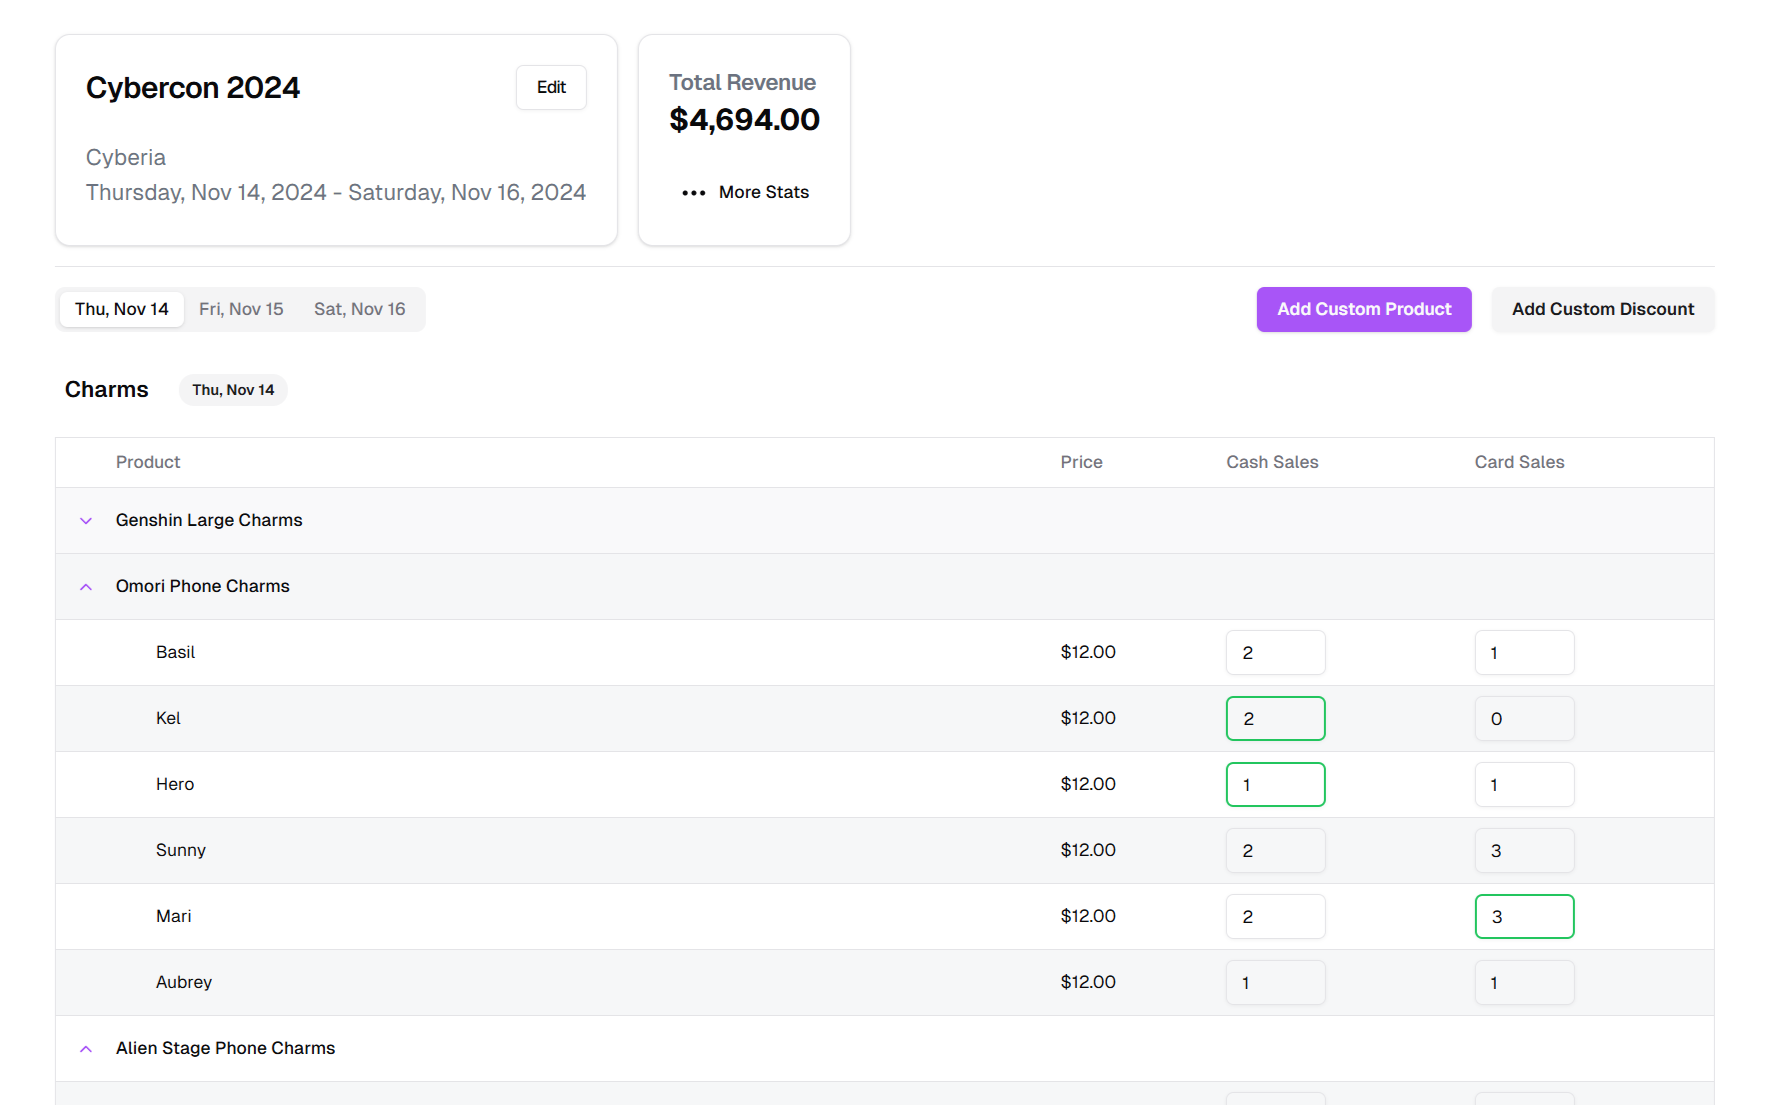 Cybercon 2024
Edit
Cyberia
Thursday, Nov 14, 2024 - Saturday, Nov 16, 2024
Total Revenue
$4,694.00
••• More Stats
Thu, Nov 14 Fri, Nov 15 Sat, Nov 16
Add Custom Product
Add Custom Discount
Charms
Thu, Nov 14
Product Price Cash Sales Card Sales
Genshin Large Charms
Omori Phone Charms
Basil $12.00 2 1
Kel $12.00 2 0
Hero $12.00 1 1
Sunny $12.00 2 3
Mari $12.00 2 3
Aubrey $12.00 1 1
Alien Stage Phone Charms